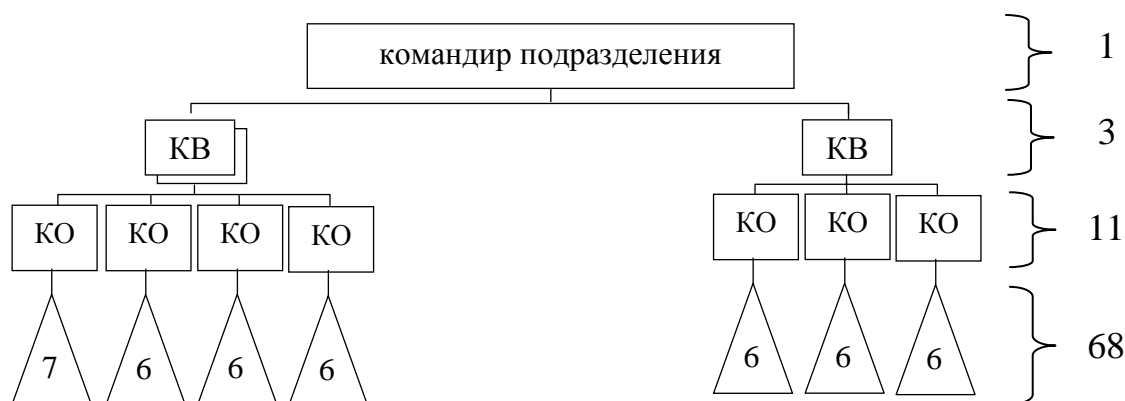 командир подразделения
1
КВ
КВ
3
КО КО КО КО
КО КО КО
11
7 6 6 6
6 6 6
68